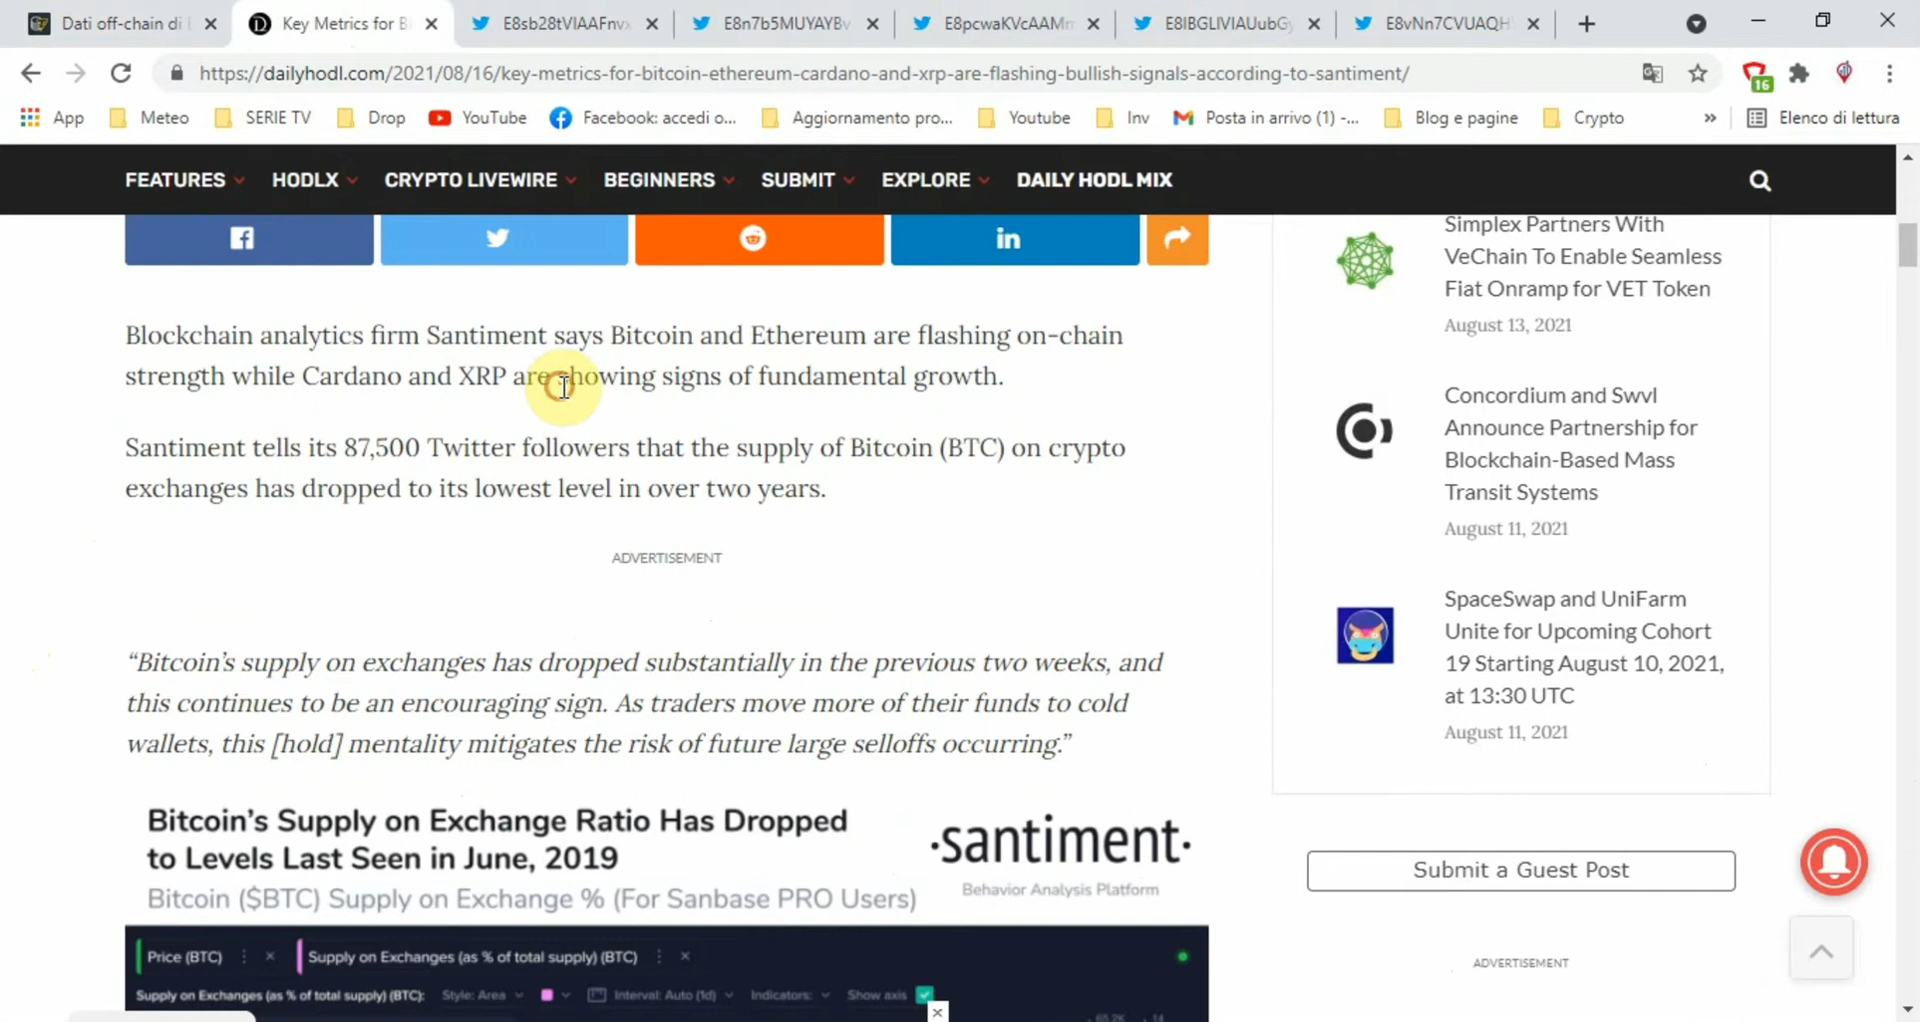 Dati off-chain di
Key Metrics for B
E8sb28tVIAAFnvx
E8n7b5MUYAYBv
E8pcwaKVcAAM
E8IBGLIVIAUubG
E8vNn7CVUAQH
https://dailyhodl.com/2021/08/16/key-metrics-for-bitcoin-ethereum-cardano-and-xrp-are-flashing-bullish-signals-according-to-santiment/
16
App Meteo SERIE TV Drop YouTube Facebook: accedi o... Aggiornamento pro... Youtube Inv Posta in arrivo (1) -... Blog e pagine Crypto » Elenco di lettura
FEATURES HODLX CRYPTO LIVEWIRE BEGINNERS SUBMIT EXPLORE DAILY HODL MIX
Blockchain analytics firm Santiment says Bitcoin and Ethereum are flashing on-chain
strength while Cardano and XRP are showing signs of fundamental growth.
Santiment tells its 87,500 Twitter followers that the supply of Bitcoin (BTC) on crypto
exchanges has dropped to its lowest level in over two years.
ADVERTISEMENT
“Bitcoin’s supply on exchanges has dropped substantially in the previous two weeks, and
this continues to be an encouraging sign. As traders move more of their funds to cold
wallets, this [hold] mentality mitigates the risk of future large selloffs occurring.”
Bitcoin's Supply on Exchange Ratio Has Dropped
to Levels Last Seen in June, 2019
Bitcoin ($BTC) Supply on Exchange % (For Sanbase PRO Users)
·santiment·
Behavior Analysis Platform
Price (BTC)
Supply on Exchanges (as % of total supply) (BTC)
Supply on Exchanges (as % of total supply) (BTC): Style: Area Interval: Auto (1d) Indicators: Show axis
Simplex Partners With
VeChain To Enable Seamless
Fiat Onramp for VET Token
August 13, 2021
Concordium and Swvl
Announce Partnership for
Blockchain-Based Mass
Transit Systems
August 11, 2021
SpaceSwap and UniFarm
Unite for Upcoming Cohort
19 Starting August 10, 2021,
at 13:30 UTC
August 11, 2021
Submit a Guest Post
ADVERTISEMENT